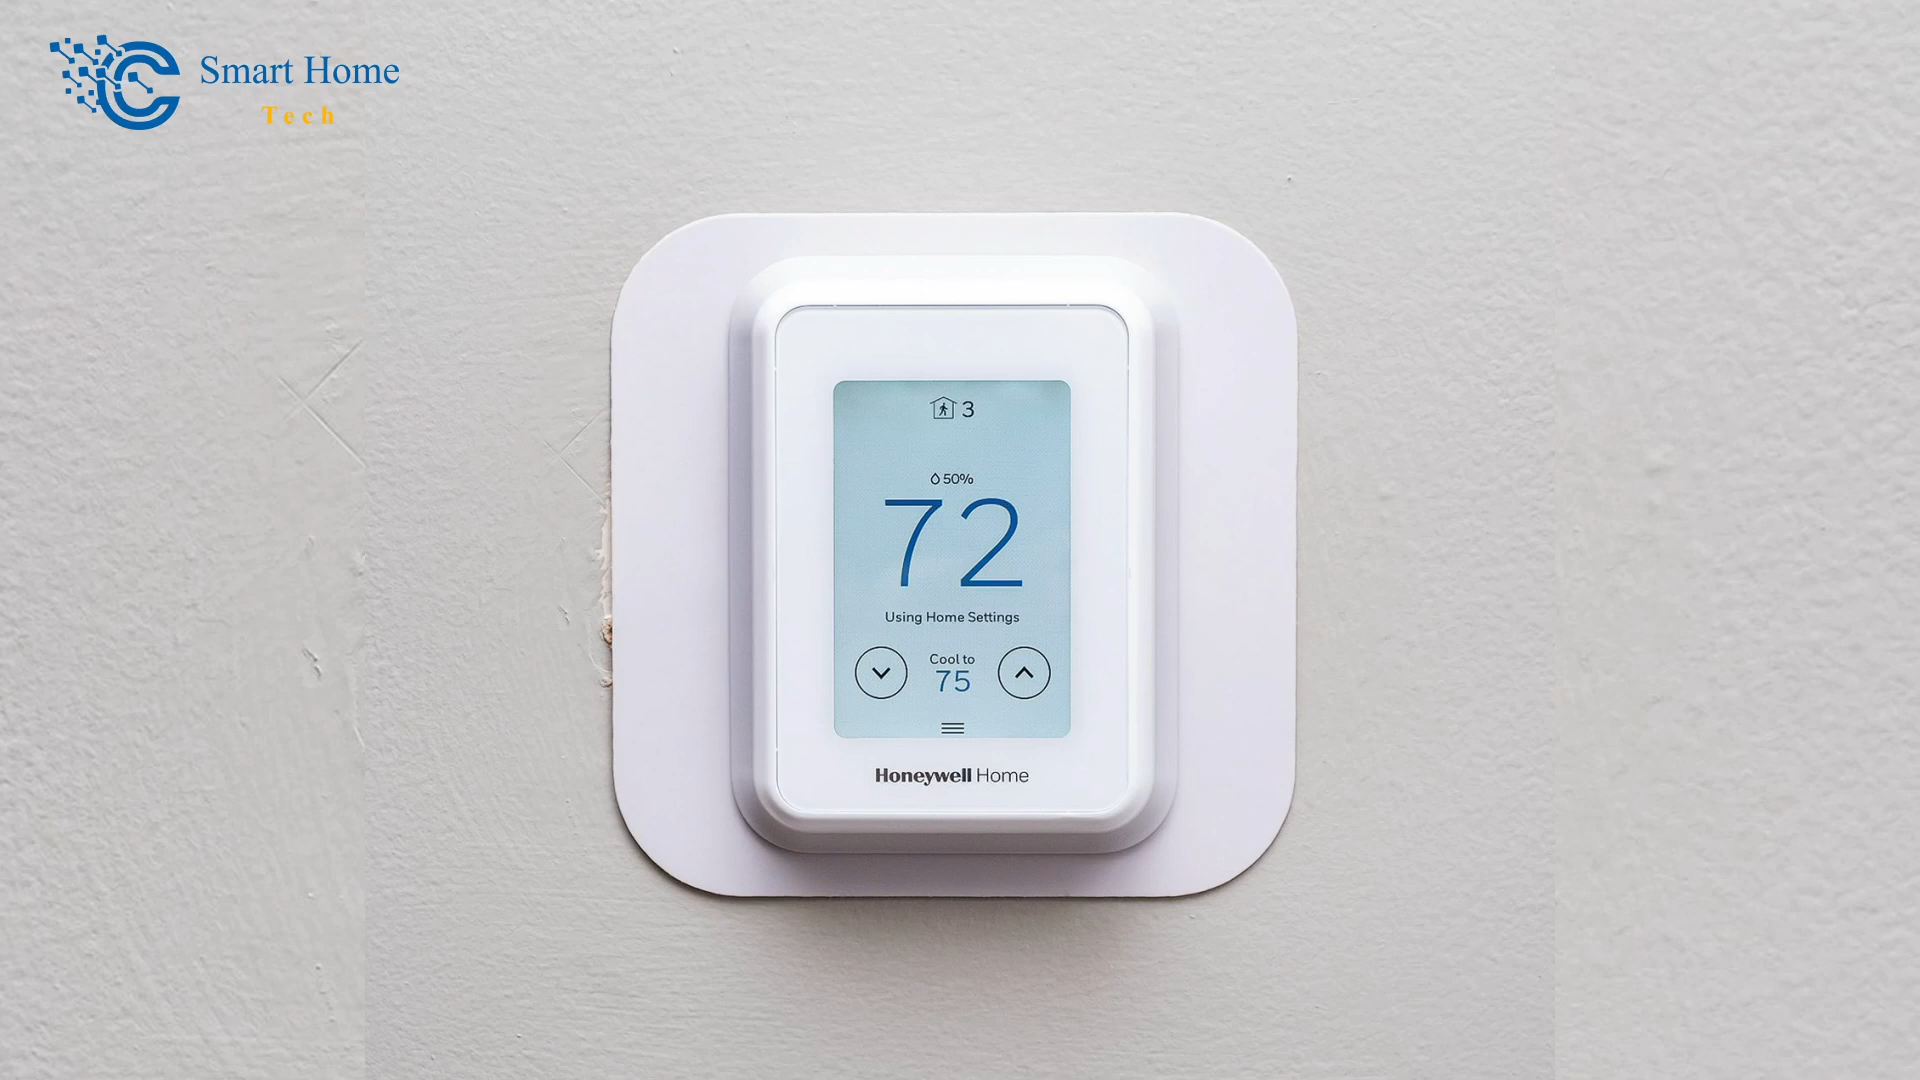 Smart Home
Tech
3
50%
72
Using Home Settings
Cool to
75
Honeywell Home